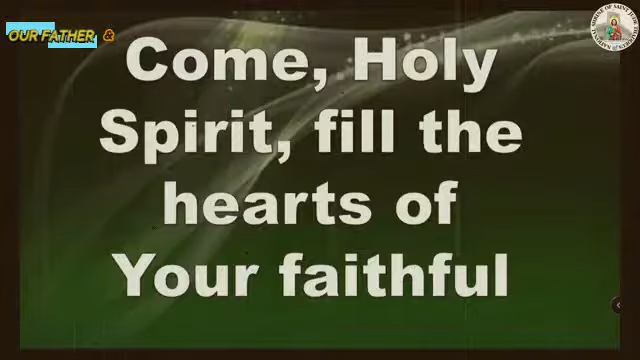 OUR FATHER, &
Come, Holy
Spirit, fill the
hearts of
Your faithful